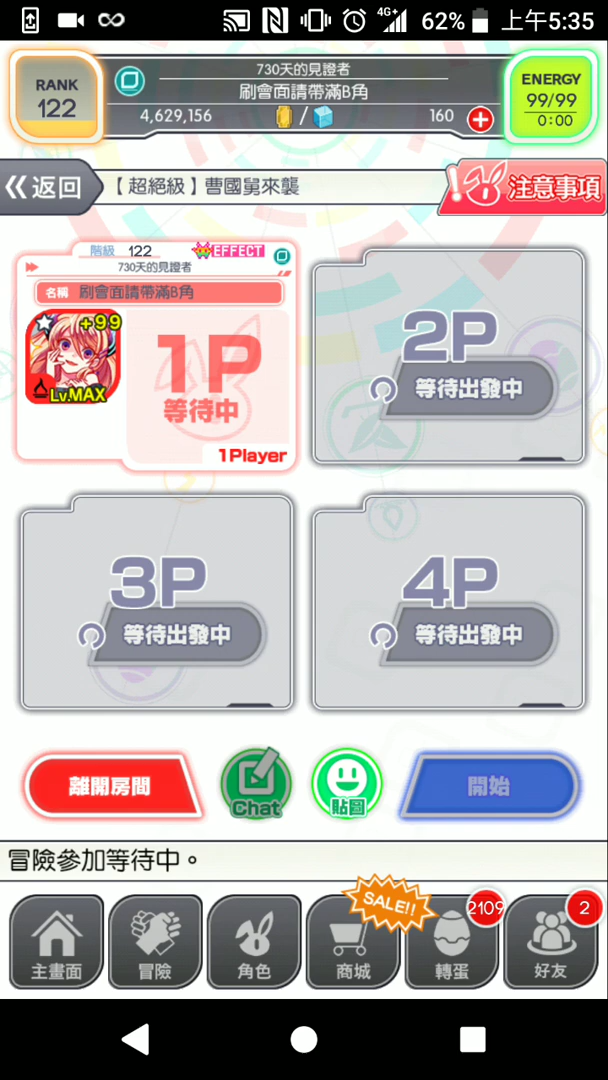 4G+
62%
上午5:35
RANK
122
730天的見證者
刷會面請帶滿B角
4,629,156
/
160
ENERGY
99/99
0:00
返回
【超絕級】曹國舅來襲
注意事項
階級 122 EFFECT
730天的見證者
名稱 刷會面請帶滿B角
+99
Lv.MAX
1P
等待中
1Player
2P
等待出發中
3P
等待出發中
4P
等待出發中
離開房間
Chat
貼圖
開始
冒險參加等待中。
SALE!!
2109
2
主畫面
冒險
角色
商城
轉蛋
好友